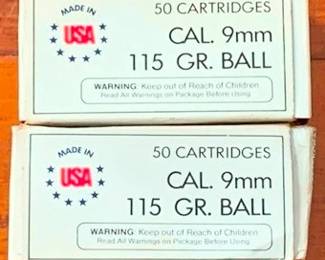 MADE IN
USA
50 CARTRIDGES
CAL. 9mm
115 GR. BALL
WARNING: Keep out of Reach of Children
Read All Warnings on Package Before Using
MADE IN
USA
50 CARTRIDGES
CAL. 9mm
115 GR. BALL
WARNING: Keep out of Reach of Children
Read All Warnings on Package Before Using